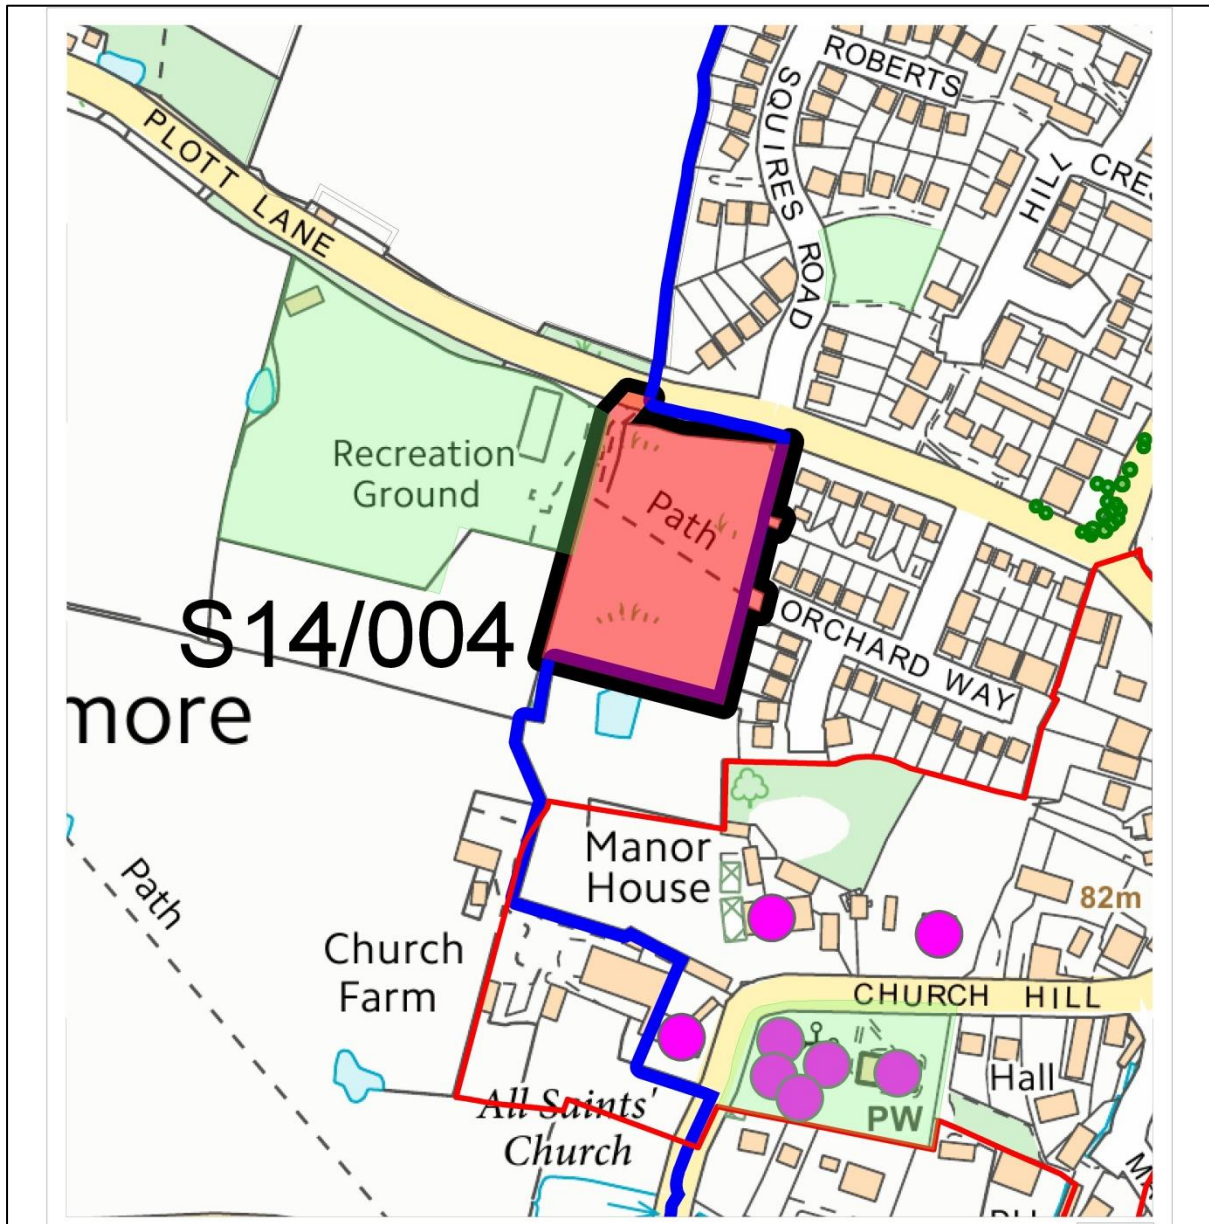 ROBERTS
SQUIRES ROAD
HILL
CRES
PLOTT LANE
Recreation
Ground
Path
S14/004
ORCHARD WAY
more
Manor
House
82m
Path
Church
Farm
CHURCH HILL
Hall
All Saints'
Church
PW